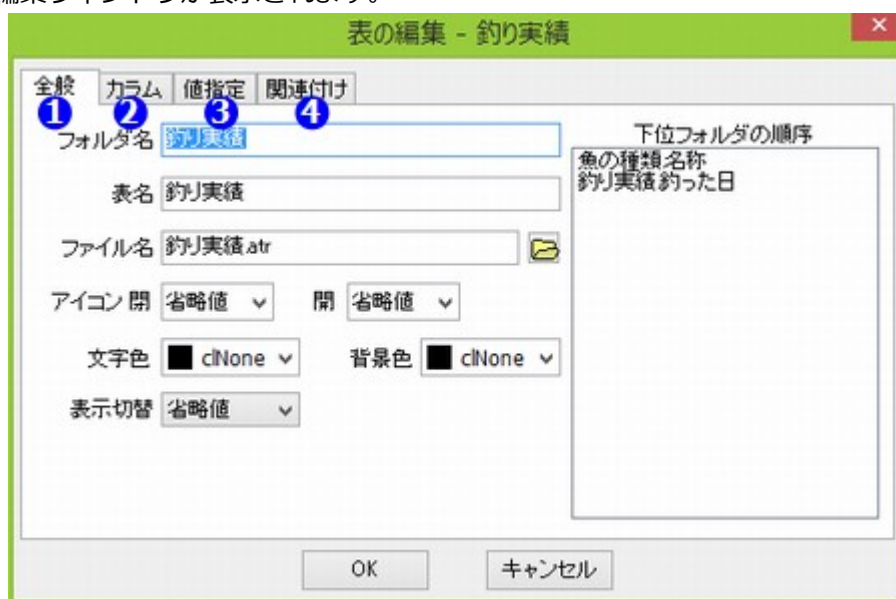 表の編集 - 釣り実績
全般 カラム 値指定 関連付け
1 2 3 4
フォルダ名 釣り実績
表名 釣り実績
ファイル名 釣り実績.atr
アイコン 閉 省略値 開 省略値
文字色 clNone 背景色 clNone
表示切替 省略値
下位フォルダの順序
魚の種類名称
釣り実績釣った日
OK キャンセル